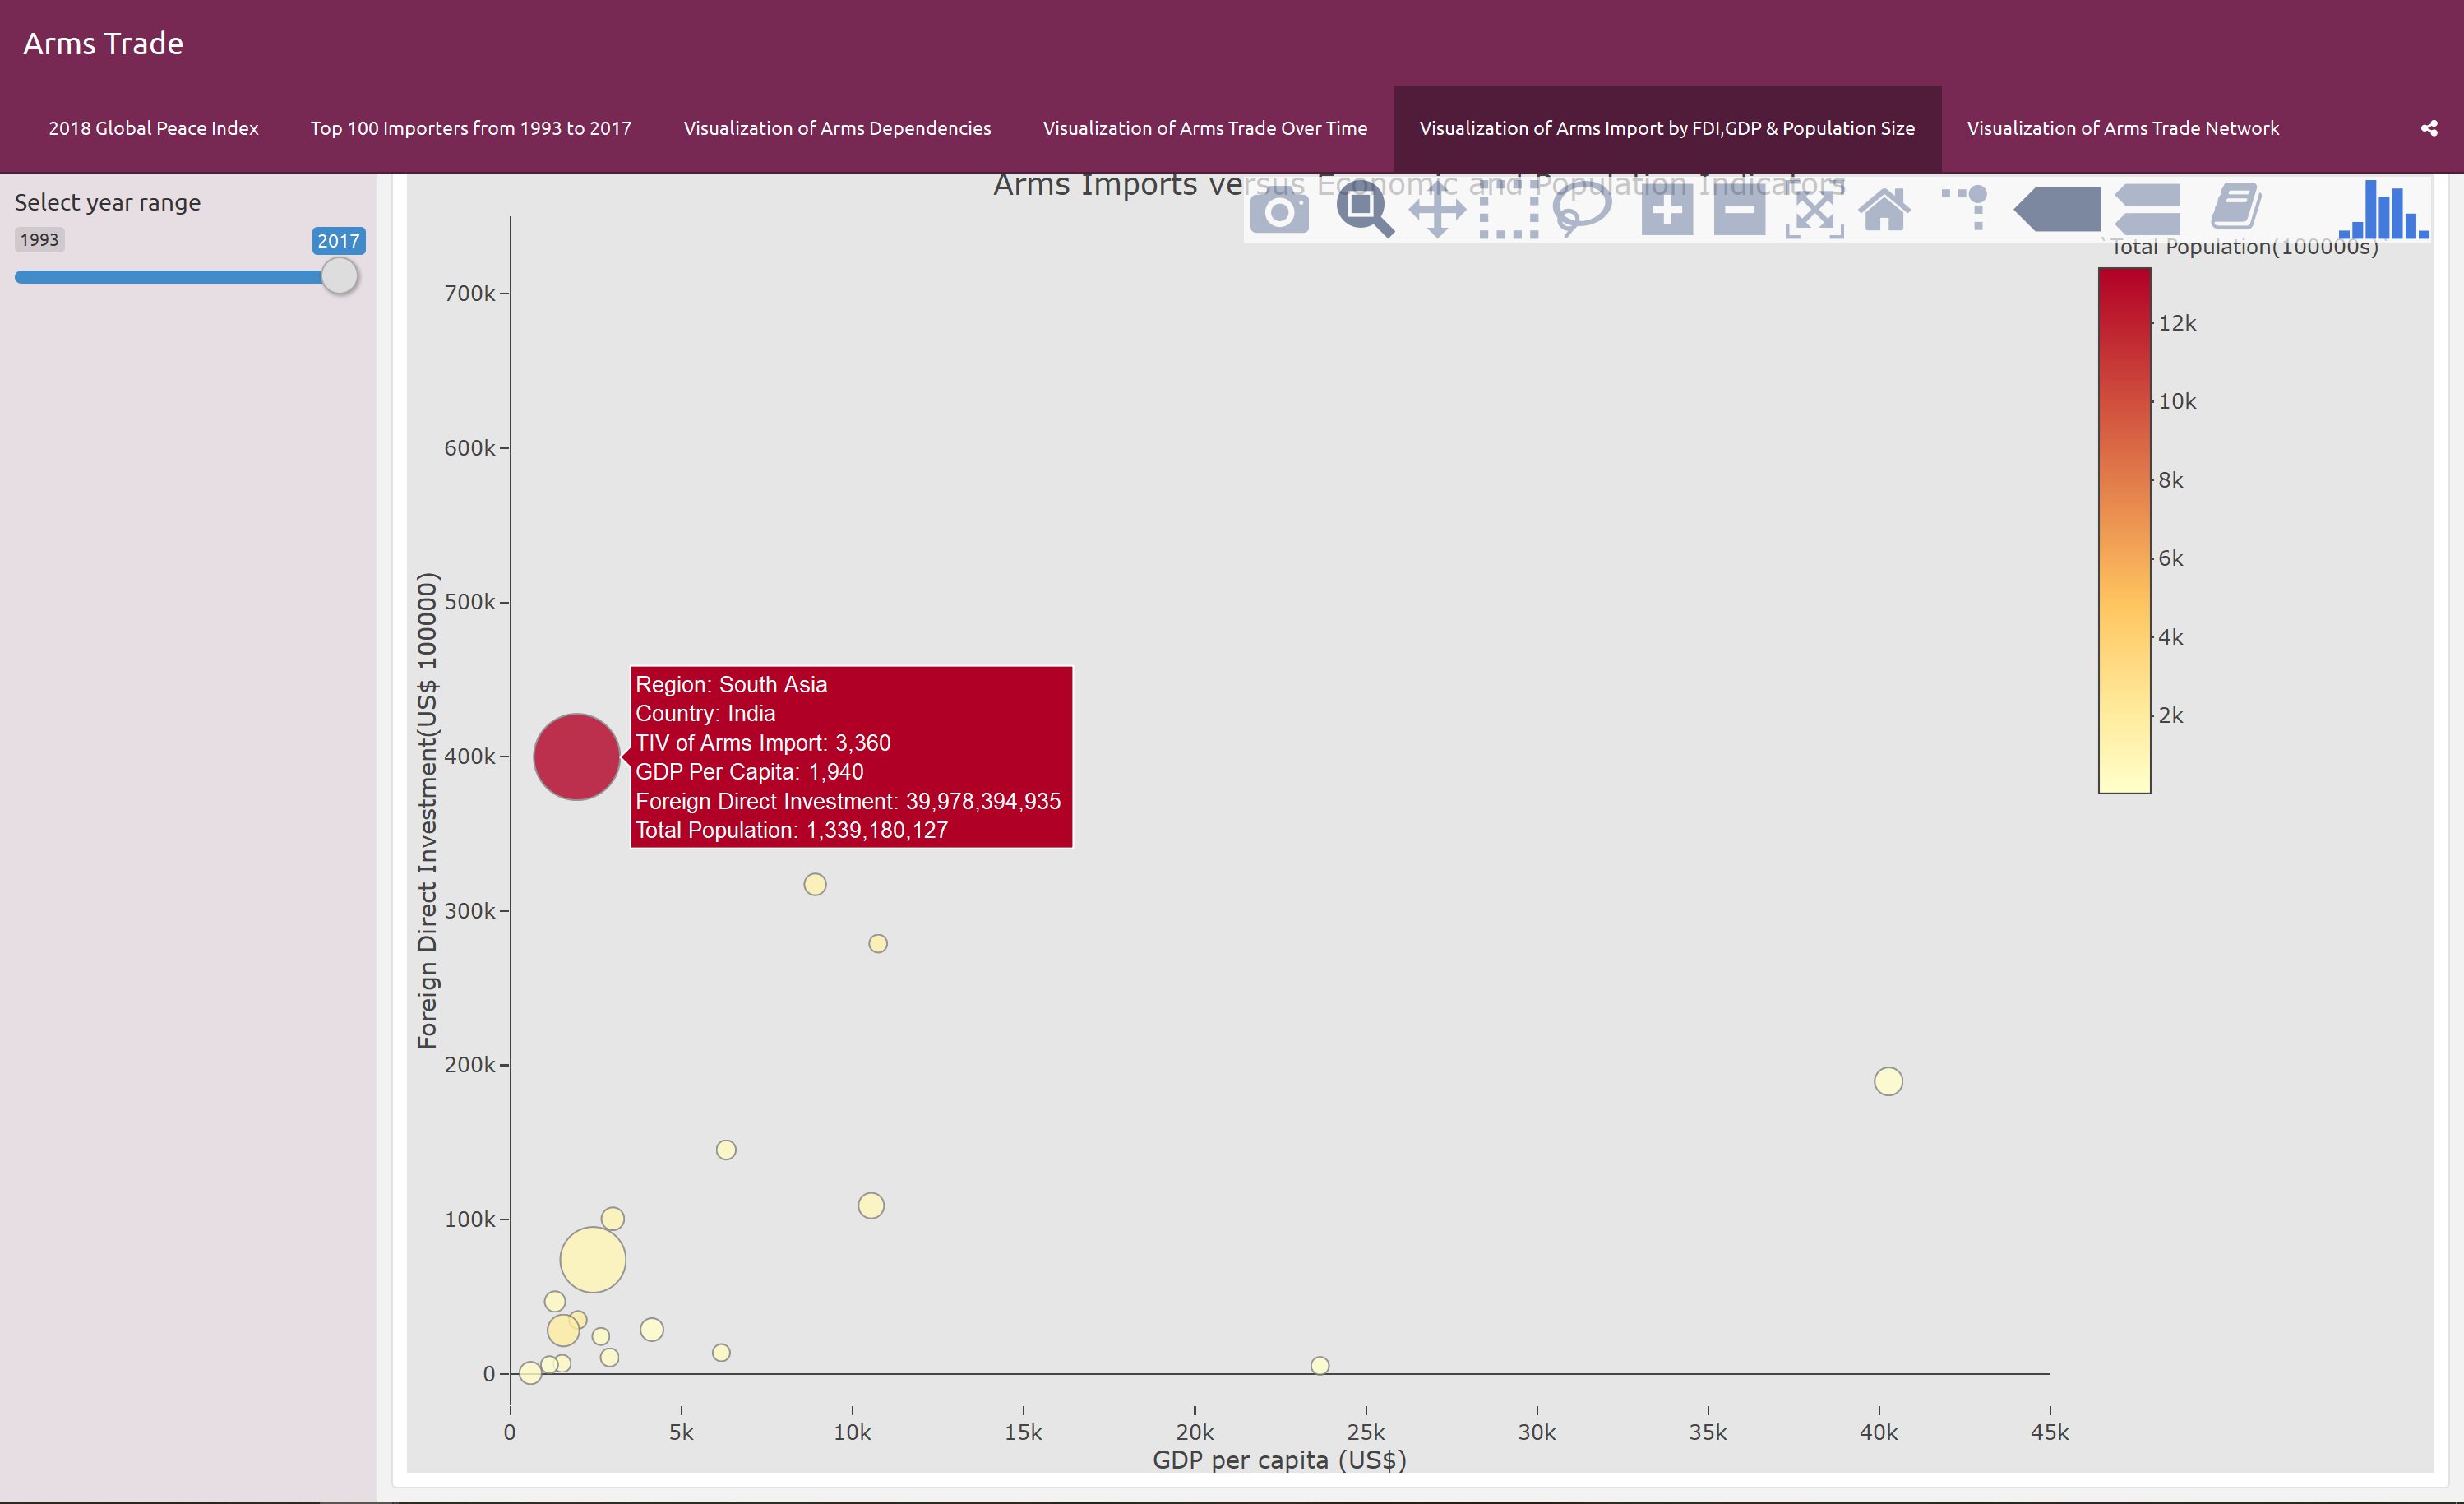 Arms Trade
2018 Global Peace Index
Top 100 Importers from 1993 to 2017
Visualization of Arms Dependencies
Visualization of Arms Trade Over Time
Visualization of Arms Import by FDI,GDP & Population Size
Visualization of Arms Trade Network
Select year range
1993
2017
Arms Imports versus Economic and Population Indicators
`Total Population(100000s)`
12k
10k
8k
6k
4k
2k
Foreign Direct Investment(US$ 100000)
700k
600k
500k
400k
300k
200k
100k
0
Region: South Asia
Country: India
TIV of Arms Import: 3,360
GDP Per Capita: 1,940
Foreign Direct Investment: 39,978,394,935
Total Population: 1,339,180,127
0
5k
10k
15k
20k
25k
30k
35k
40k
45k
GDP per capita (US$)